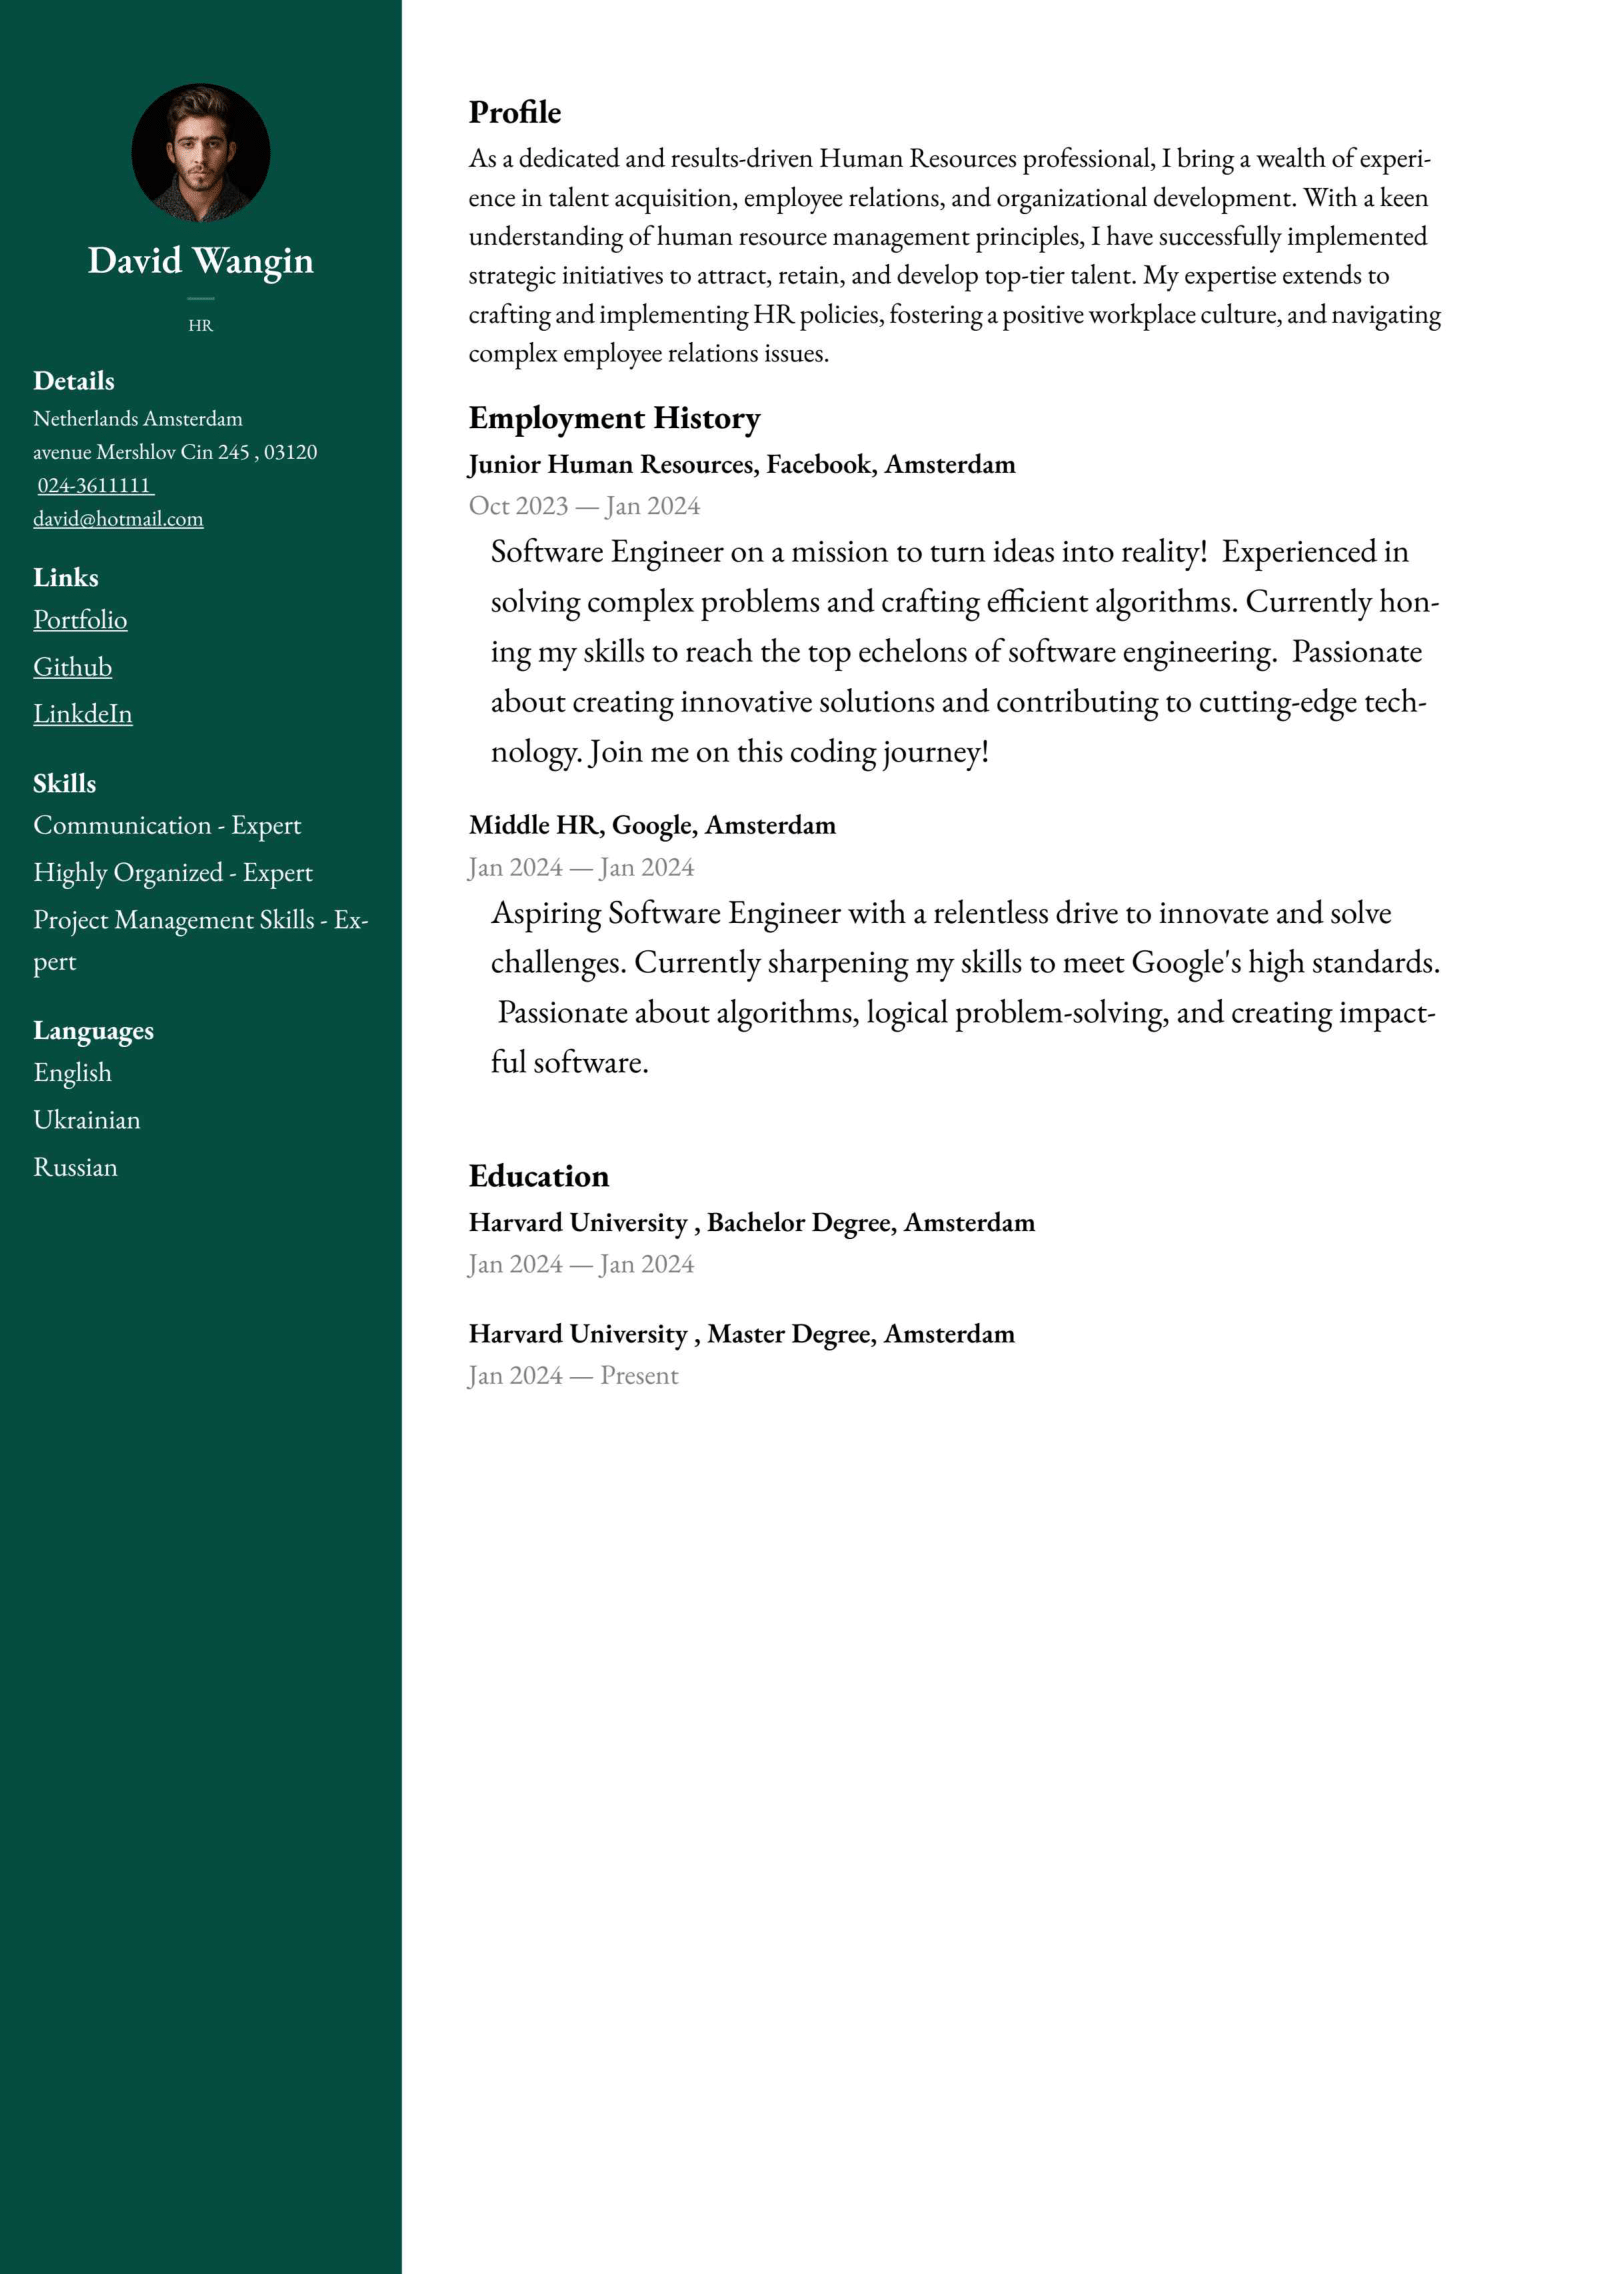 David Wangin
HR
Details
Netherlands Amsterdam
avenue Mershlov Cin 245 , 03120
024-3611111
david@hotmail.com
Links
Portfolio
Github
LinkdeIn
Skills
Communication - Expert
Highly Organized - Expert
Project Management Skills - Ex-
pert
Languages
English
Ukrainian
Russian
Profile
As a dedicated and results-driven Human Resources professional, I bring a wealth of experi-
ence in talent acquisition, employee relations, and organizational development. With a keen
understanding of human resource management principles, I have successfully implemented
strategic initiatives to attract, retain, and develop top-tier talent. My expertise extends to
crafting and implementing HR policies, fostering a positive workplace culture, and navigating
complex employee relations issues.
Employment History
Junior Human Resources, Facebook, Amsterdam
Oct 2023 — Jan 2024
Software Engineer on a mission to turn ideas into reality!  Experienced in
solving complex problems and crafting efficient algorithms. Currently hon-
ing my skills to reach the top echelons of software engineering.  Passionate
about creating innovative solutions and contributing to cutting-edge tech-
nology. Join me on this coding journey!
Middle HR, Google, Amsterdam
Jan 2024 — Jan 2024
Aspiring Software Engineer with a relentless drive to innovate and solve
challenges. Currently sharpening my skills to meet Google's high standards.
Passionate about algorithms, logical problem-solving, and creating impact-
ful software.
Education
Harvard University , Bachelor Degree, Amsterdam
Jan 2024 — Jan 2024
Harvard University , Master Degree, Amsterdam
Jan 2024 — Present